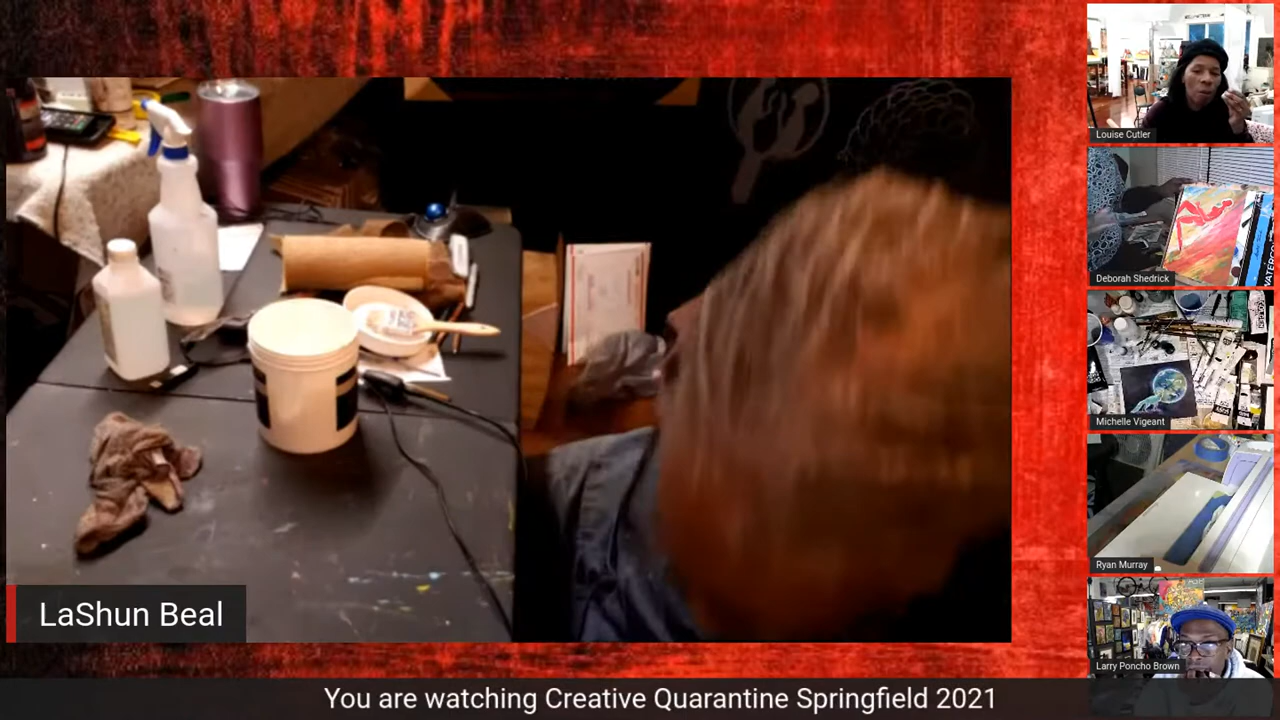 Louise Cutler
Deborah Shedrick
WATERCO
Michelle Vigeant
Ryan Murray
LaShun Beal
Larry Poncho Brown
You are watching Creative Quarantine Springfield 2021